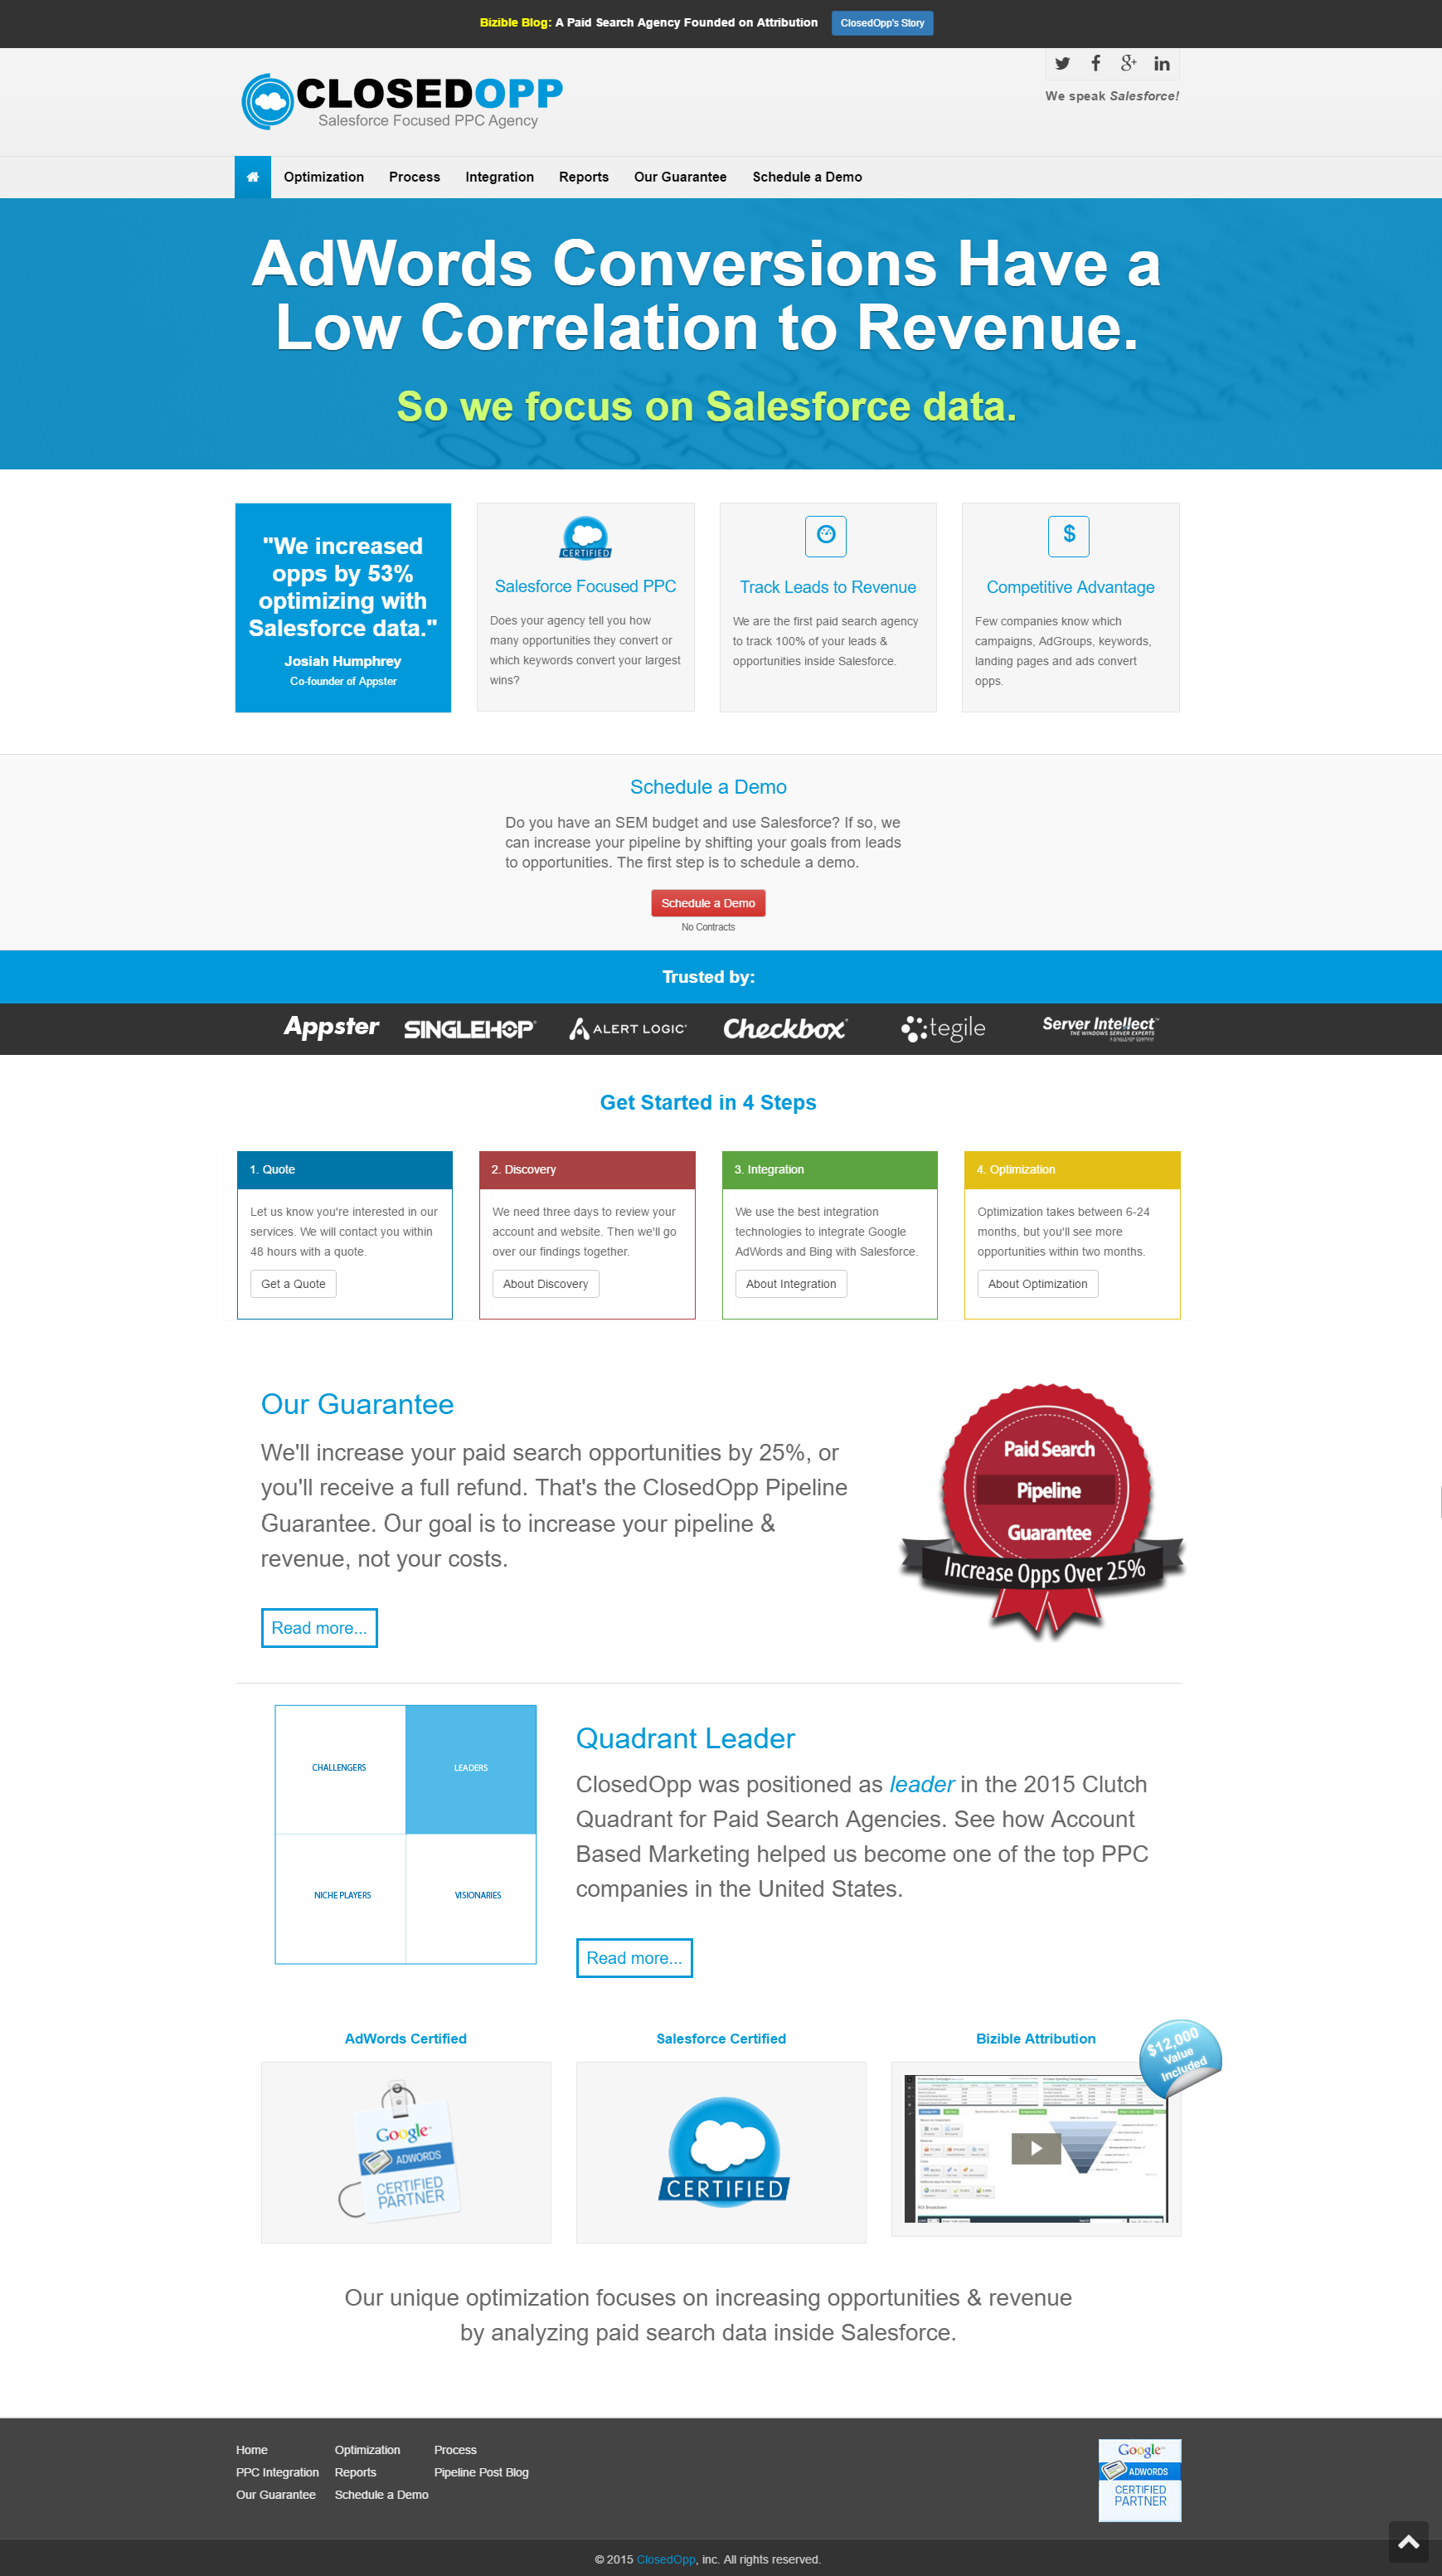 Bizible Blog: A Paid Search Agency Founded on Attribution
ClosedOpp's Story
CLOSEDOPP
Salesforce Focused PPC Agency
We speak Salesforce!
Optimization
Process
Integration
Reports
Our Guarantee
Schedule a Demo
AdWords Conversions Have a
Low Correlation to Revenue.
So we focus on Salesforce data.
"We increased
opps by 53%
optimizing with
Salesforce data."
Josiah Humphrey
Co-founder of Appster
CERTIFIED
Salesforce Focused PPC
Does your agency tell you how
many opportunities they convert or
which keywords convert your largest
wins?
Track Leads to Revenue
We are the first paid search agency
to track 100% of your leads &
opportunities inside Salesforce.
$
Competitive Advantage
Few companies know which
campaigns, AdGroups, keywords,
landing pages and ads convert
opps.
Schedule a Demo
Do you have an SEM budget and use Salesforce? If so, we
can increase your pipeline by shifting your goals from leads
to opportunities. The first step is to schedule a demo.
Schedule a Demo
No Contracts
Trusted by:
Appster
SINGLEHOP
ALERT LOGIC
Checkbox
tegile
Server Intellect
THE WINDOWS SERVER EXPERTS
A SINGLEHOP COMPANY
Get Started in 4 Steps
1. Quote
Let us know you're interested in our
services. We will contact you within
48 hours with a quote.
Get a Quote
2. Discovery
We need three days to review your
account and website. Then we'll go
over our findings together.
About Discovery
3. Integration
We use the best integration
technologies to integrate Google
AdWords and Bing with Salesforce.
About Integration
4. Optimization
Optimization takes between 6-24
months, but you'll see more
opportunities within two months.
About Optimization
Our Guarantee
We'll increase your paid search opportunities by 25%, or
you'll receive a full refund. That's the ClosedOpp Pipeline
Guarantee. Our goal is to increase your pipeline &
revenue, not your costs.
Read more...
Paid Search
Pipeline
Guarantee
Increase Opps Over 25%
CHALLENGERS
LEADERS
NICHE PLAYERS
VISIONARIES
Quadrant Leader
ClosedOpp was positioned as leader in the 2015 Clutch
Quadrant for Paid Search Agencies. See how Account
Based Marketing helped us become one of the top PPC
companies in the United States.
Read more...
AdWords Certified
Google
ADWORDS
CERTIFIED
PARTNER
Salesforce Certified
CERTIFIED
Bizible Attribution
$12,000
Value
Included
Our unique optimization focuses on increasing opportunities & revenue
by analyzing paid search data inside Salesforce.
Home
Optimization
Process
PPC Integration
Reports
Pipeline Post Blog
Our Guarantee
Schedule a Demo
Google
ADWORDS
CERTIFIED
PARTNER
© 2015 ClosedOpp, inc. All rights reserved.